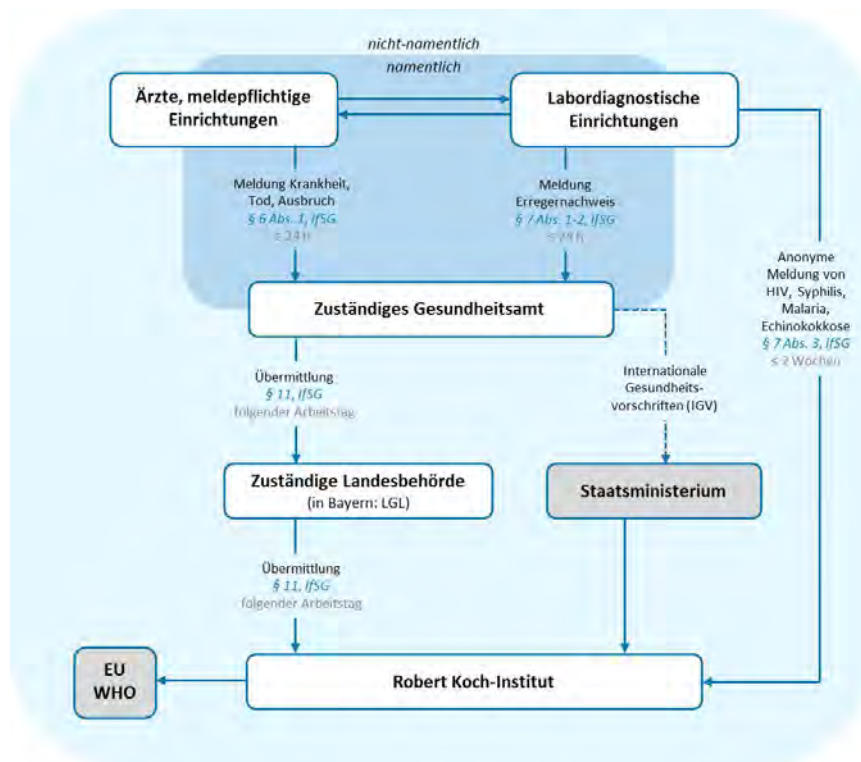 nicht-namentlich
namentlich
Ärzte, meldepflichtige
Einrichtungen
Labordiagnostische
Einrichtungen
Meldung Krankheit,
Tod, Ausbruch
§ 6 Abs. 1, IfSG
≤ 24 h
Meldung
Erregernachweis
§ 7 Abs. 1-2, IfSG
≤ 24 h
Anonyme
Meldung von
HIV, Syphilis,
Malaria,
Echinokokkose
§ 7 Abs. 3, IfSG
≤ 2 Wochen
Zuständiges Gesundheitsamt
Übermittlung
§ 11, IfSG
folgender Arbeitstag
Internationale
Gesundheits-
vorschriften (IGV)
Zuständige Landesbehörde
(in Bayern: LGL)
Staatsministerium
Übermittlung
§ 11, IfSG
folgender Arbeitstag
EU
WHO
Robert Koch-Institut